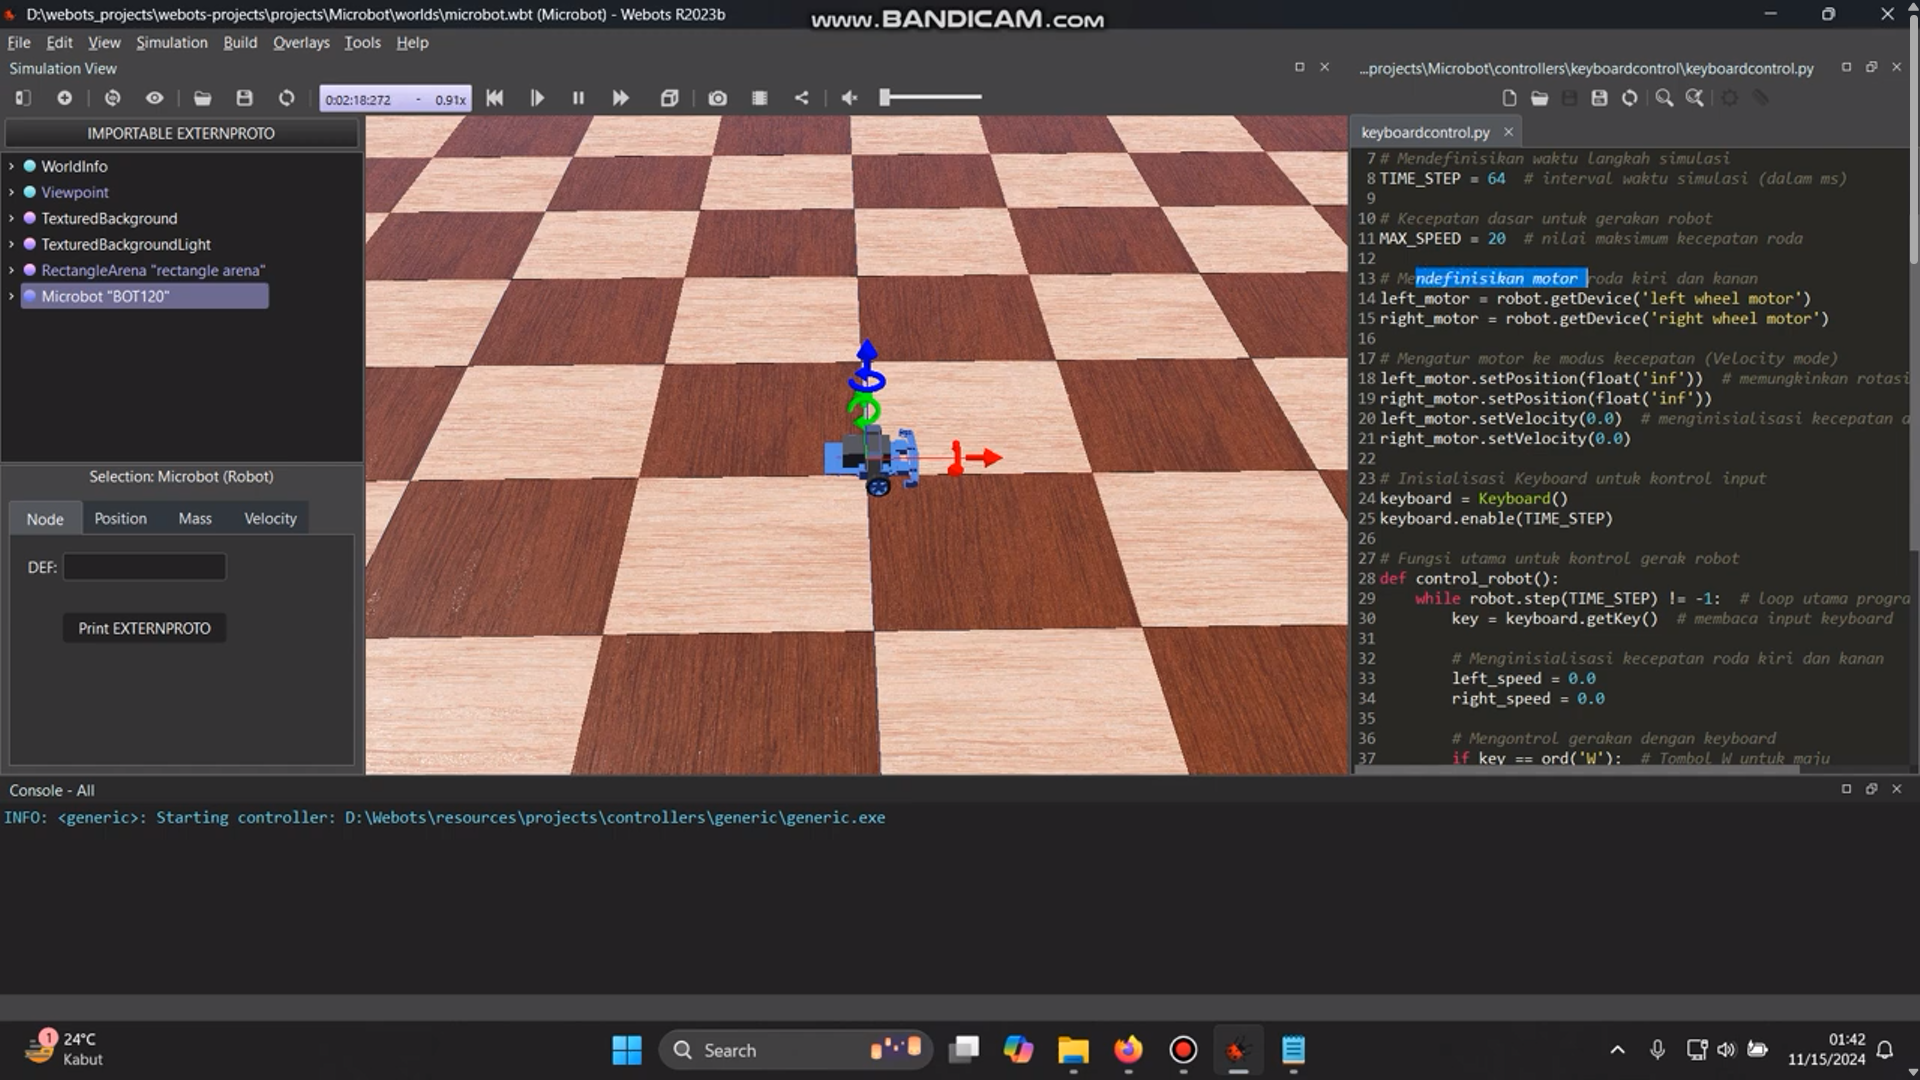 D:\webots_projects\webots-projects\projects\Microbot\worlds\microbot.wbt (Microbot) - Webots R2023b
www.BANDICAM.com
File Edit View Simulation Build Overlays Tools Help
Simulation View
...projects\Microbot\controllers\keyboardcontrol\keyboardcontrol.py
0:02:18:272 - 0.91x
IMPORTABLE EXTERNPROTO
WorldInfo
Viewpoint
TexturedBackground
TexturedBackgroundLight
RectangleArena "rectangle arena"
Microbot "BOT120"
Selection: Microbot (Robot)
Node Position Mass Velocity
DEF:
Print EXTERNPROTO
keyboardcontrol.py
7 # Mendefinisikan waktu langkah simulasi
8 TIME_STEP = 64  # interval waktu simulasi (dalam ms)
9
10 # Kecepatan dasar untuk gerakan robot
11 MAX_SPEED = 20  # nilai maksimum kecepatan roda
12
13 # Mendefinisikan motor roda kiri dan kanan
14 left_motor = robot.getDevice('left wheel motor')
15 right_motor = robot.getDevice('right wheel motor')
16
17 # Mengatur motor ke modus kecepatan (Velocity mode)
18 left_motor.setPosition(float('inf'))  # memungkinkan rotasi
19 right_motor.setPosition(float('inf'))
20 left_motor.setVelocity(0.0)  # menginisialisasi kecepatan a
21 right_motor.setVelocity(0.0)
22
23 # Inisialisasi Keyboard untuk kontrol input
24 keyboard = Keyboard()
25 keyboard.enable(TIME_STEP)
26
27 # Fungsi utama untuk kontrol gerak robot
28 def control_robot():
29     while robot.step(TIME_STEP) != -1:  # loop utama progra
30         key = keyboard.getKey()  # membaca input keyboard
31
32         # Menginisialisasi kecepatan roda kiri dan kanan
33         left_speed = 0.0
34         right_speed = 0.0
35
36         # Mengontrol gerakan dengan keyboard
37         if key == ord('W'):  # Tombol W untuk maju
Console - All
INFO: <generic>: Starting controller: D:\Webots\resources\projects\controllers\generic\generic.exe
1
24°C
Kabut
Search
01:42
11/15/2024